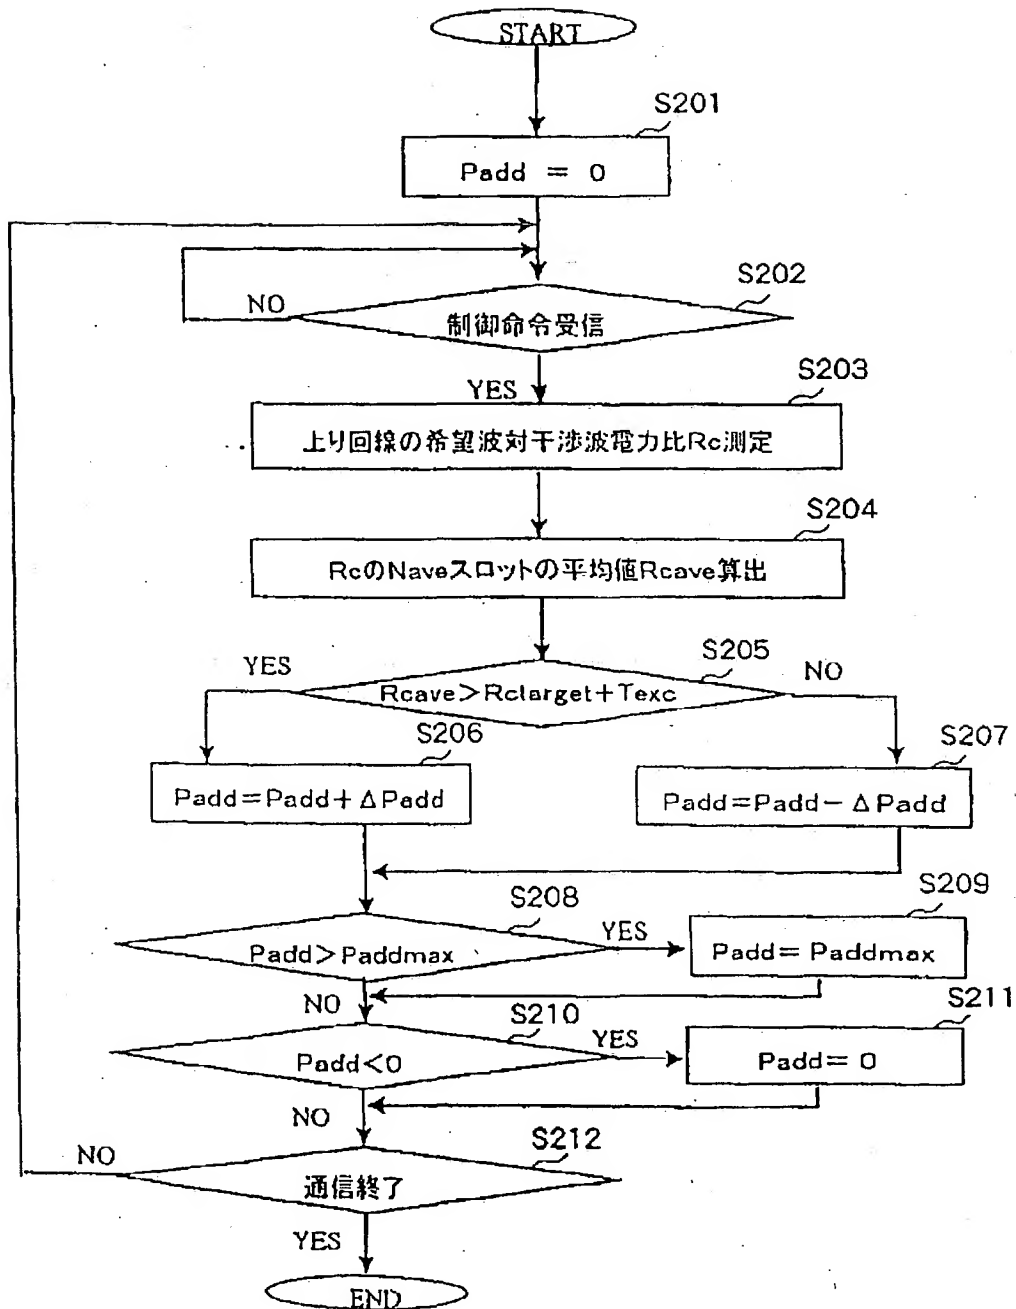 START
S201
Padd = 0
S202
NO
制御命令受信
YES
S203
上り回線の希望波対干渉波電力比Rc測定
S204
RcのNaveスロットの平均値Rcave算出
S205
YES
NO
Rcave>Rctarget+Texc
S206
S207
Padd=Padd+ΔPadd
Padd=Padd-ΔPadd
S208
S209
Padd>Paddmax
YES
Padd=Paddmax
NO
S210
S211
Padd<0
YES
Padd=0
NO
S212
NO
通信終了
YES
END